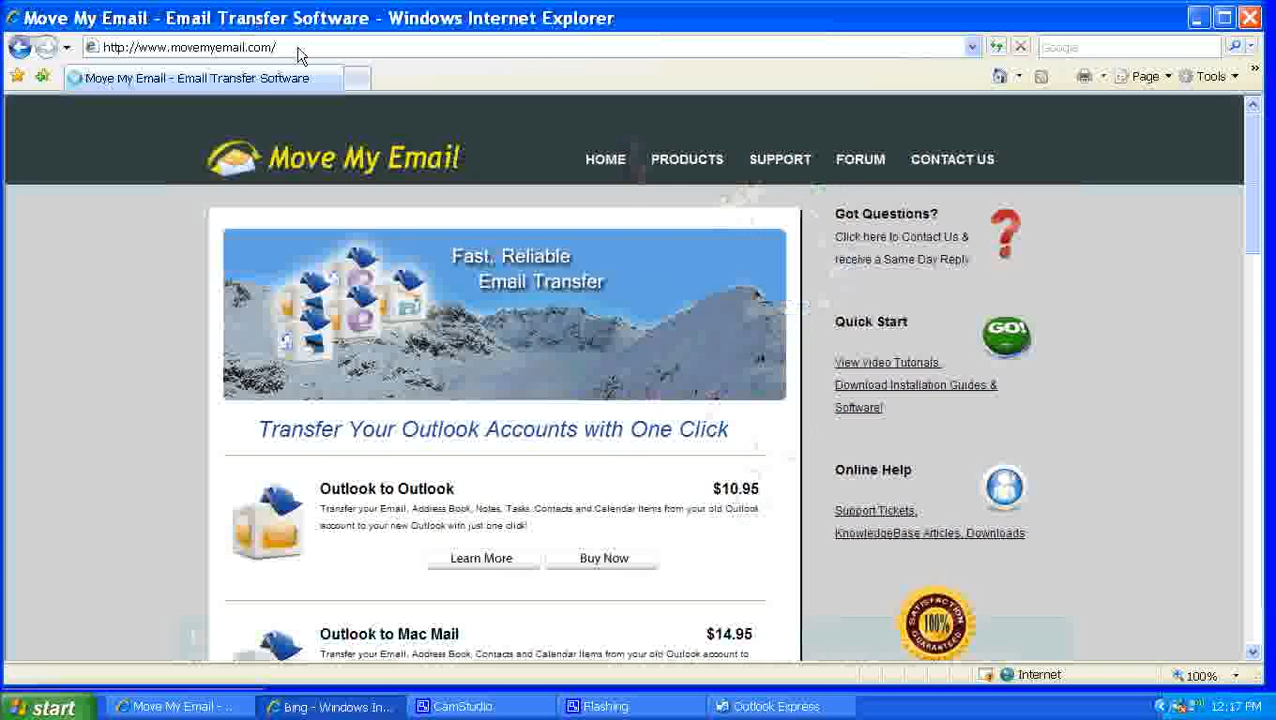 Move My Email - Email Transfer Software - Windows Internet Explorer
http://www.movemyemail.com/
Google
Move My Email - Email Transfer Software
Page
Tools
Move My Email
HOME
PRODUCTS
SUPPORT
FORUM
CONTACT US
Fast, Reliable
Email Transfer
Transfer Your Outlook Accounts with One Click
Outlook to Outlook
$10.95
Transfer your Email, Address Book, Notes, Tasks, Contacts and Calendar Items from your old Outlook
account to your new Outlook with just one click!
Learn More
Buy Now
Outlook to Mac Mail
$14.95
Transfer your Email, Address Book, Contacts and Calendar Items from your old Outlook account to
Got Questions?
Click here to Contact Us &
receive a Same Day Reply
Quick Start
GO!
View Video Tutorials
Download Installation Guides &
Software!
Online Help
Support Tickets,
KnowledgeBase Articles, Downloads
SATISFACTION
100%
GUARANTEED
Internet
100%
start
Move My Email - ...
Bing - Windows In...
CamStudio
Flashing
Outlook Express
12:17 PM